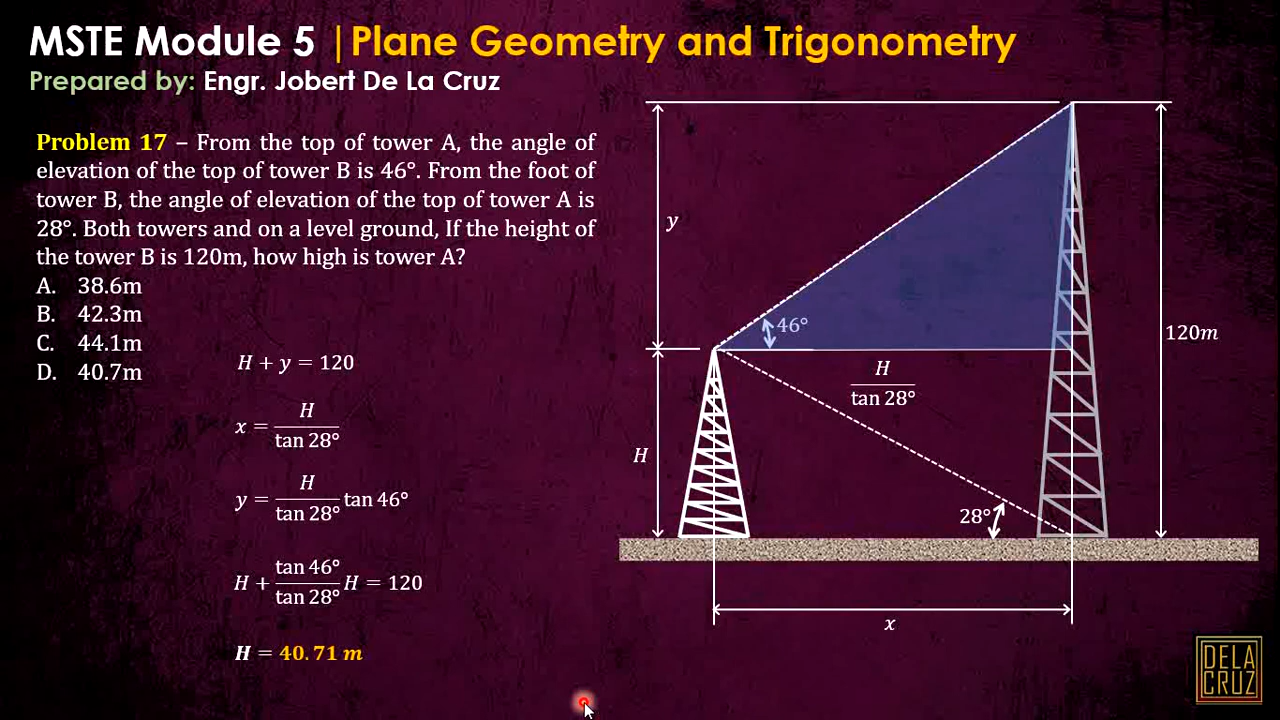 MSTE Module 5 | Plane Geometry and Trigonometry
Prepared by: Engr. Jobert De La Cruz
Problem 17 – From the top of tower A, the angle of
elevation of the top of tower B is 46°. From the foot of
tower B, the angle of elevation of the top of tower A is
28°. Both towers and on a level ground, If the height of
the tower B is 120m, how high is tower A?
A. 38.6m
B. 42.3m
C. 44.1m
D. 40.7m
H + y = 120
x = H / tan 28°
y = H / tan 28° tan 46°
H + tan 46° / tan 28° H = 120
H = 40.71 m
y
46°
120m
H
tan 28°
H
28°
x
DELA
CRUZ